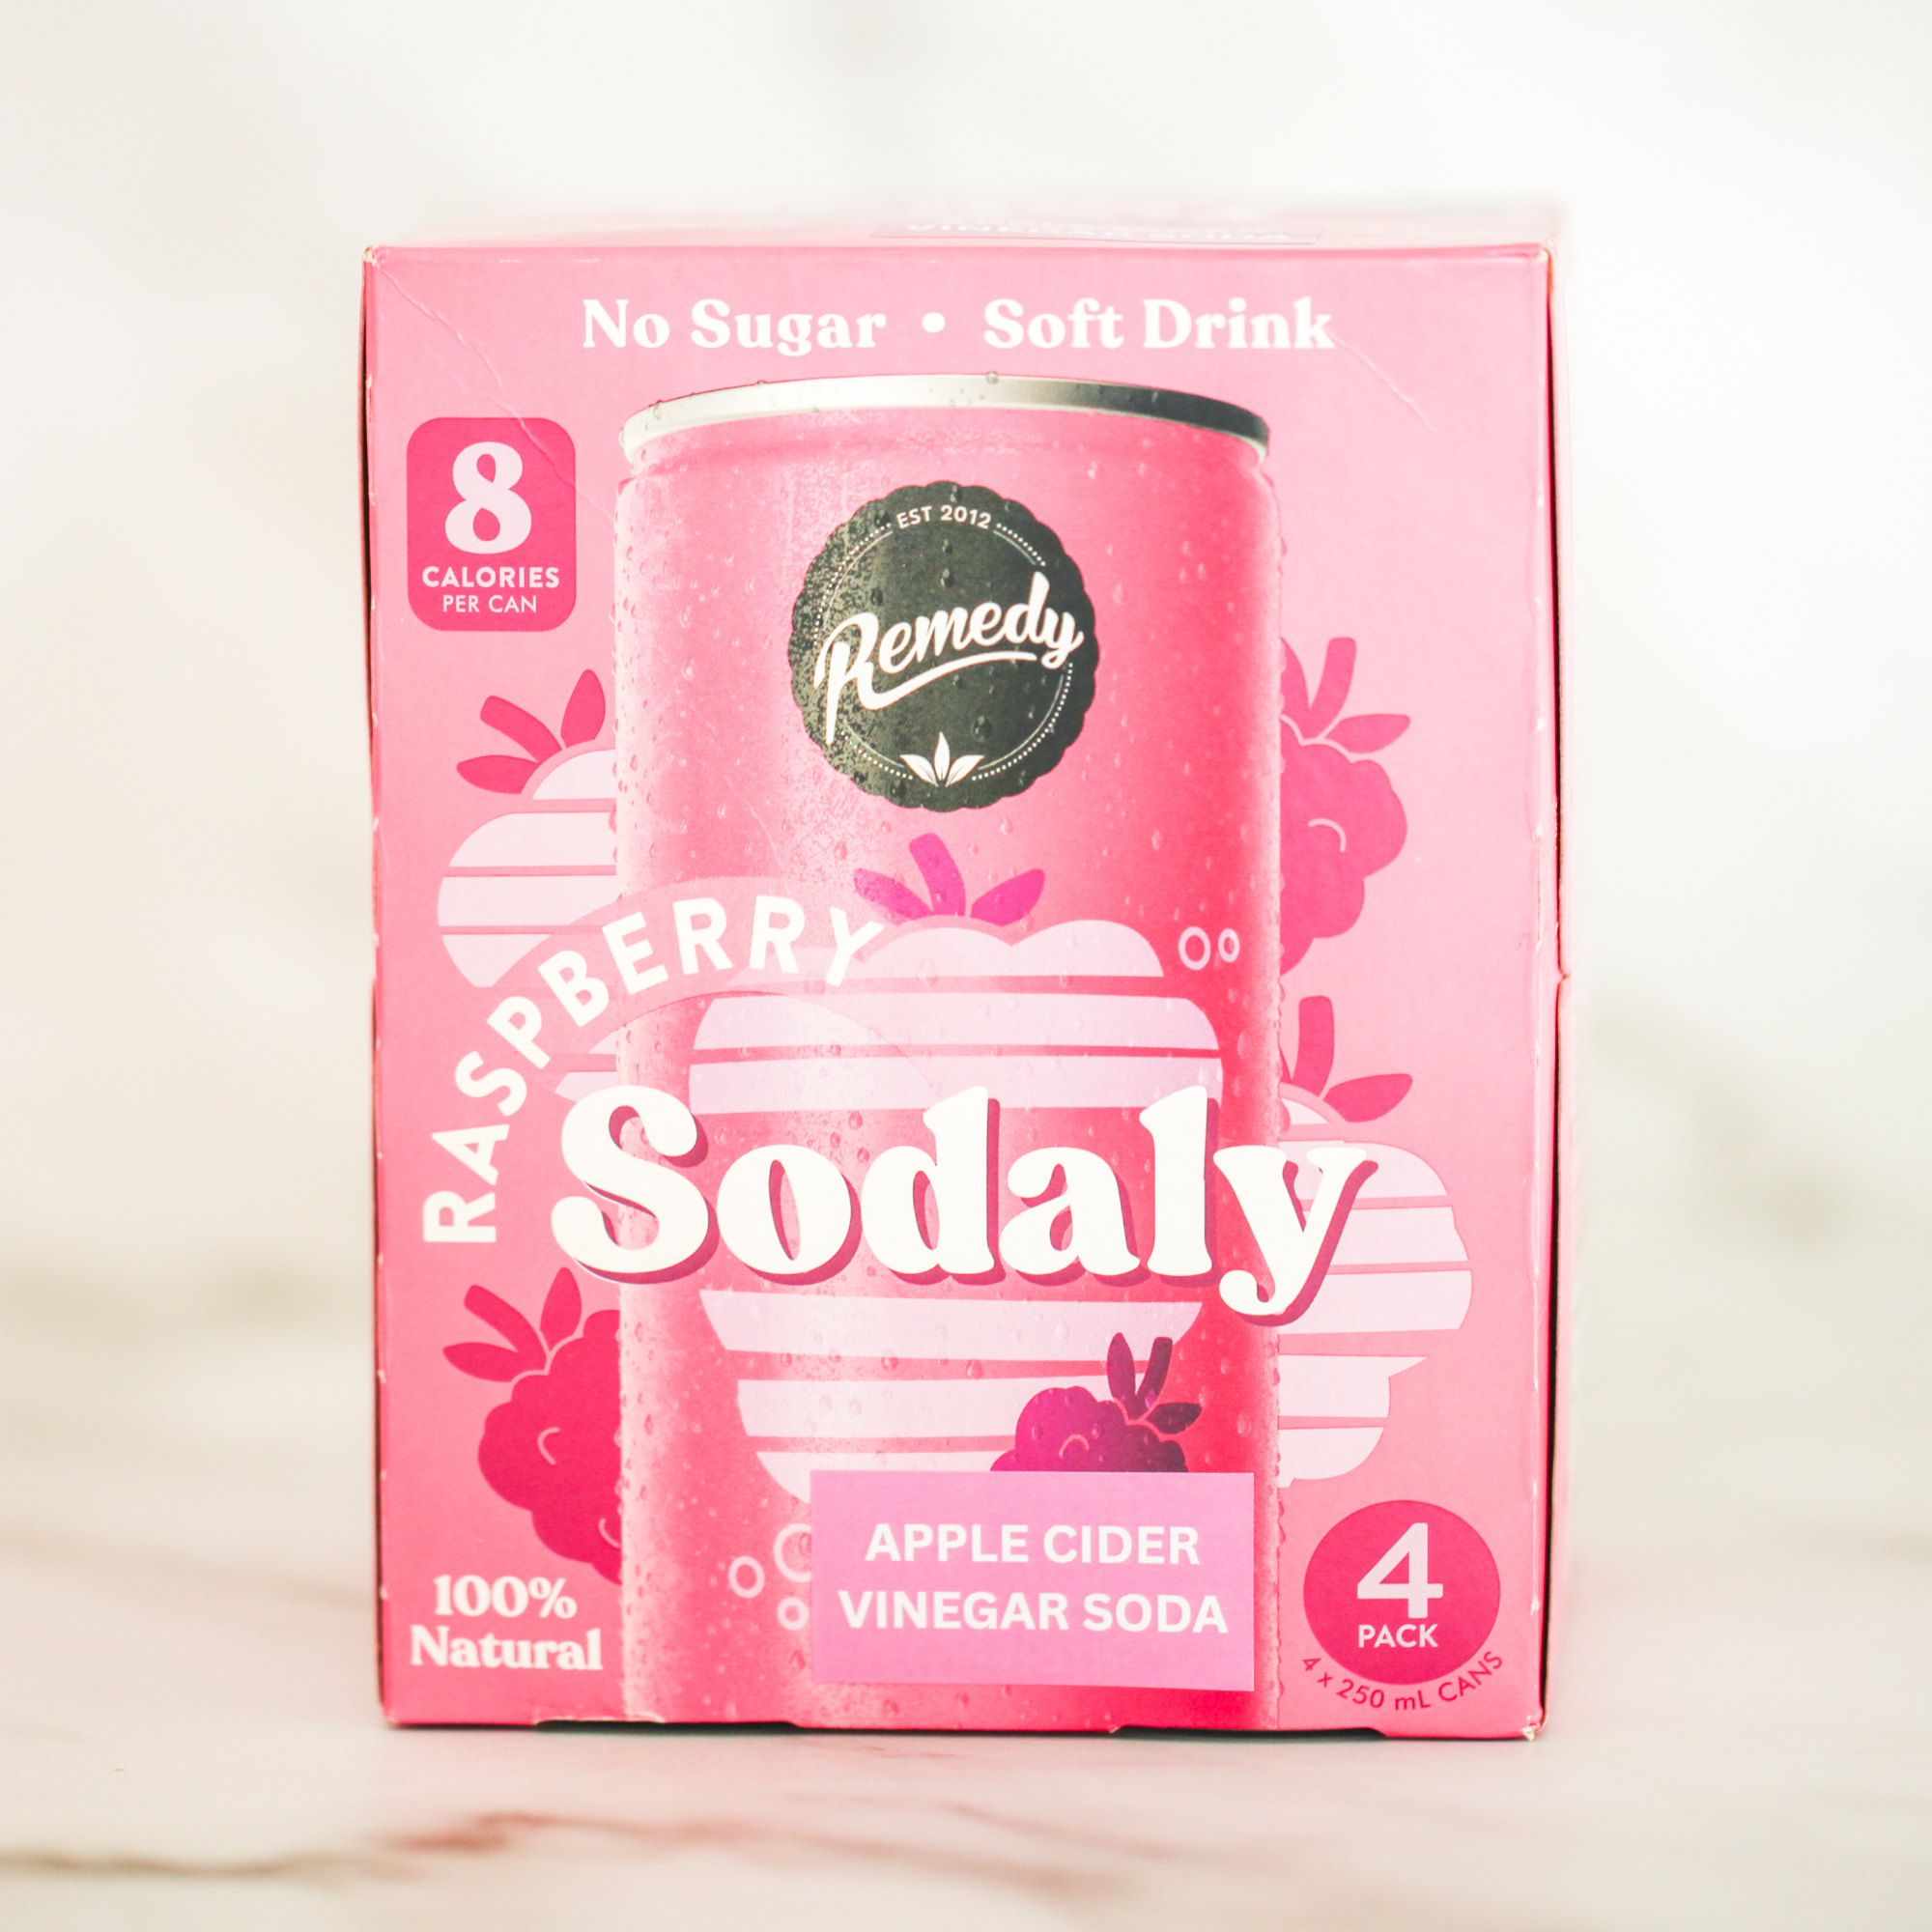 No Sugar • Soft Drink
8
CALORIES
PER CAN
EST 2012
Remedy
RASPBERRY
Sodaly
APPLE CIDER
VINEGAR SODA
100%
Natural
4
PACK
4 x 250 mL CANS